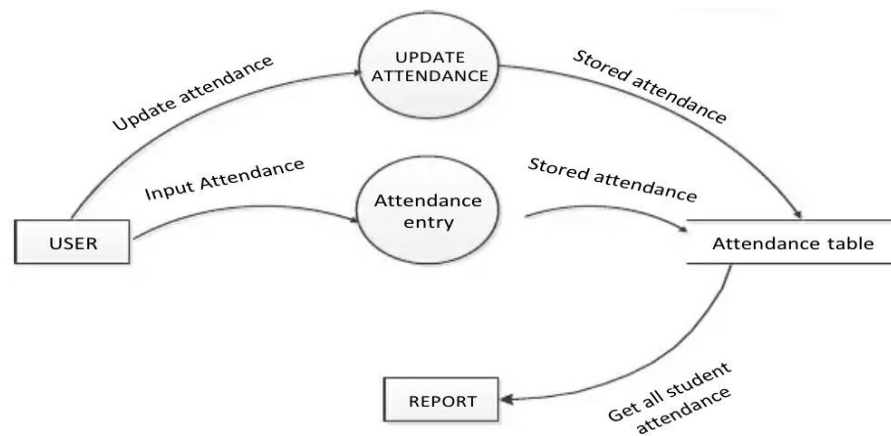 UPDATE
ATTENDANCE
Update attendance
Stored attendance
Input Attendance
Attendance
entry
Stored attendance
USER
Attendance table
REPORT
Get all student
attendance